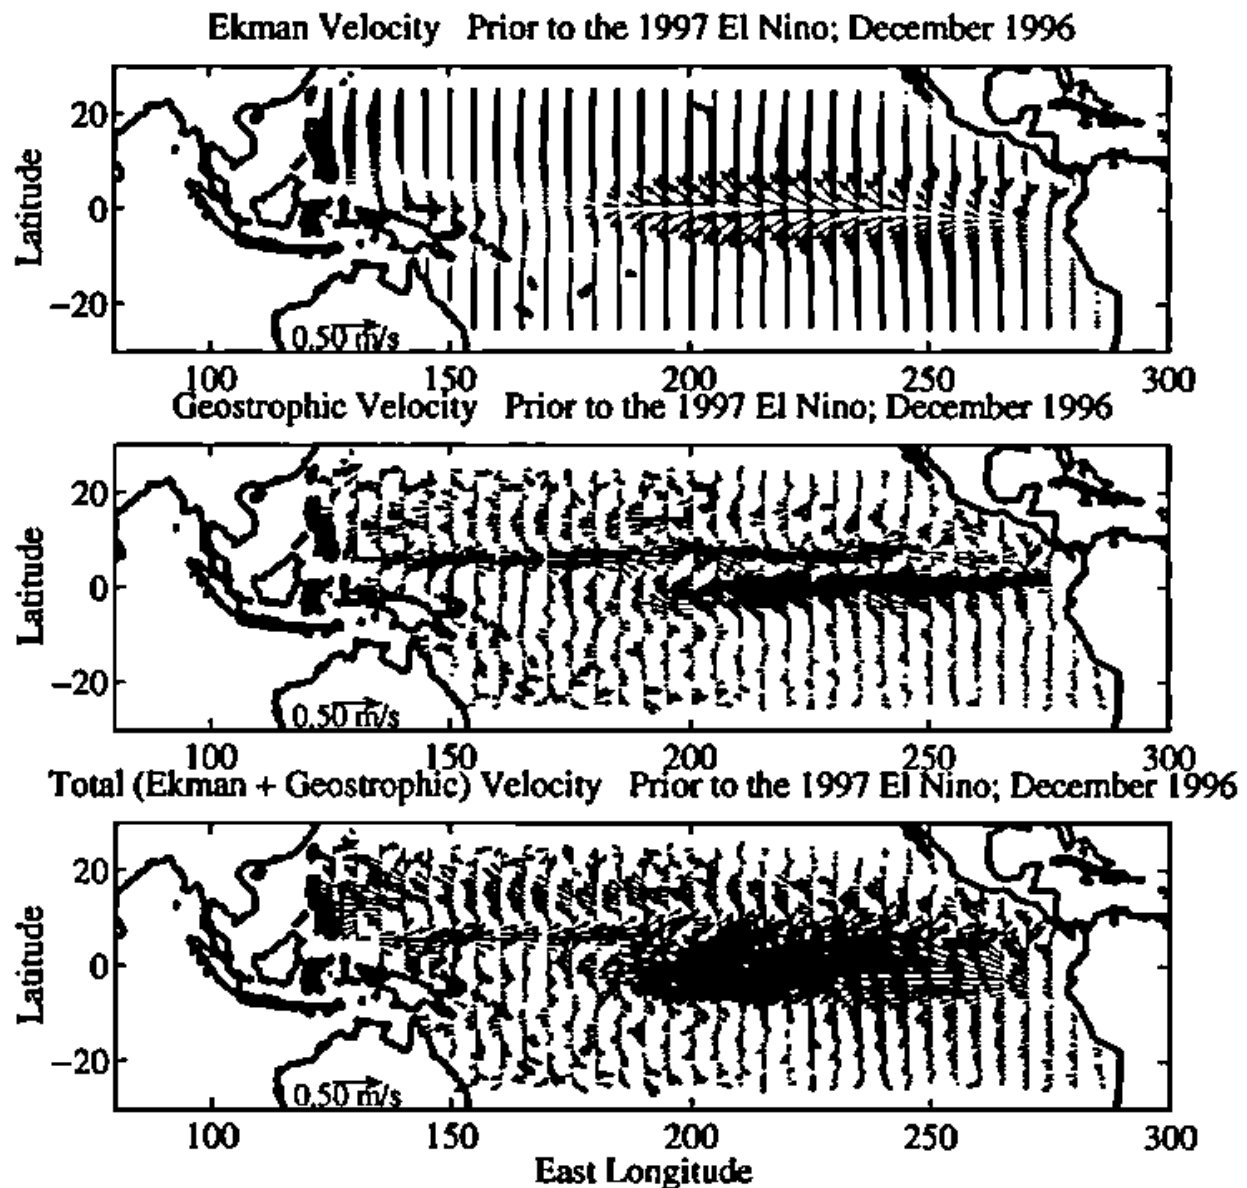 Ekman Velocity Prior to the 1997 El Nino; December 1996
20
0
−20
Latitude
0.50 m/s
100 150 200 250 300
Geostrophic Velocity Prior to the 1997 El Nino; December 1996
20
0
−20
Latitude
0.50 m/s
100 150 200 250 300
Total (Ekman + Geostrophic) Velocity Prior to the 1997 El Nino; December 1996
20
0
−20
Latitude
0.50 m/s
100 150 200 250 300
East Longitude